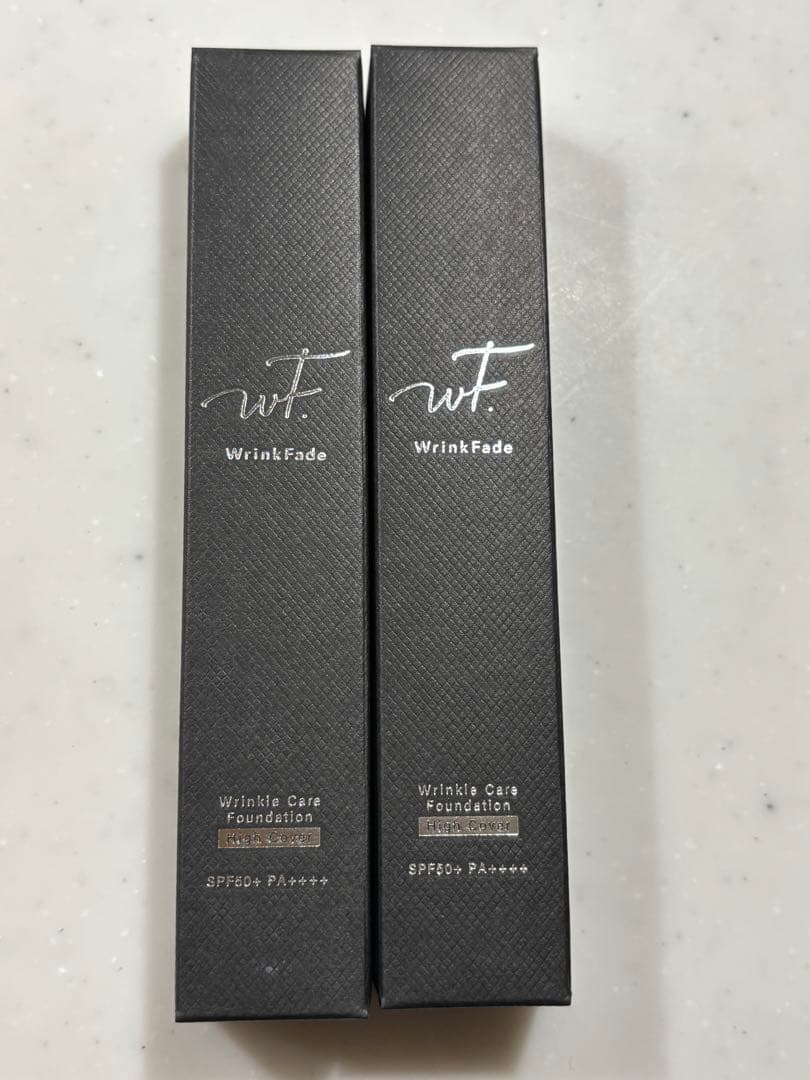 wF.
WrinkFade
Wrinkle Care
Foundation
High Cover
SPF50+ PA++++
wF.
WrinkFade
Wrinkle Care
Foundation
High Cover
SPF50+ PA++++